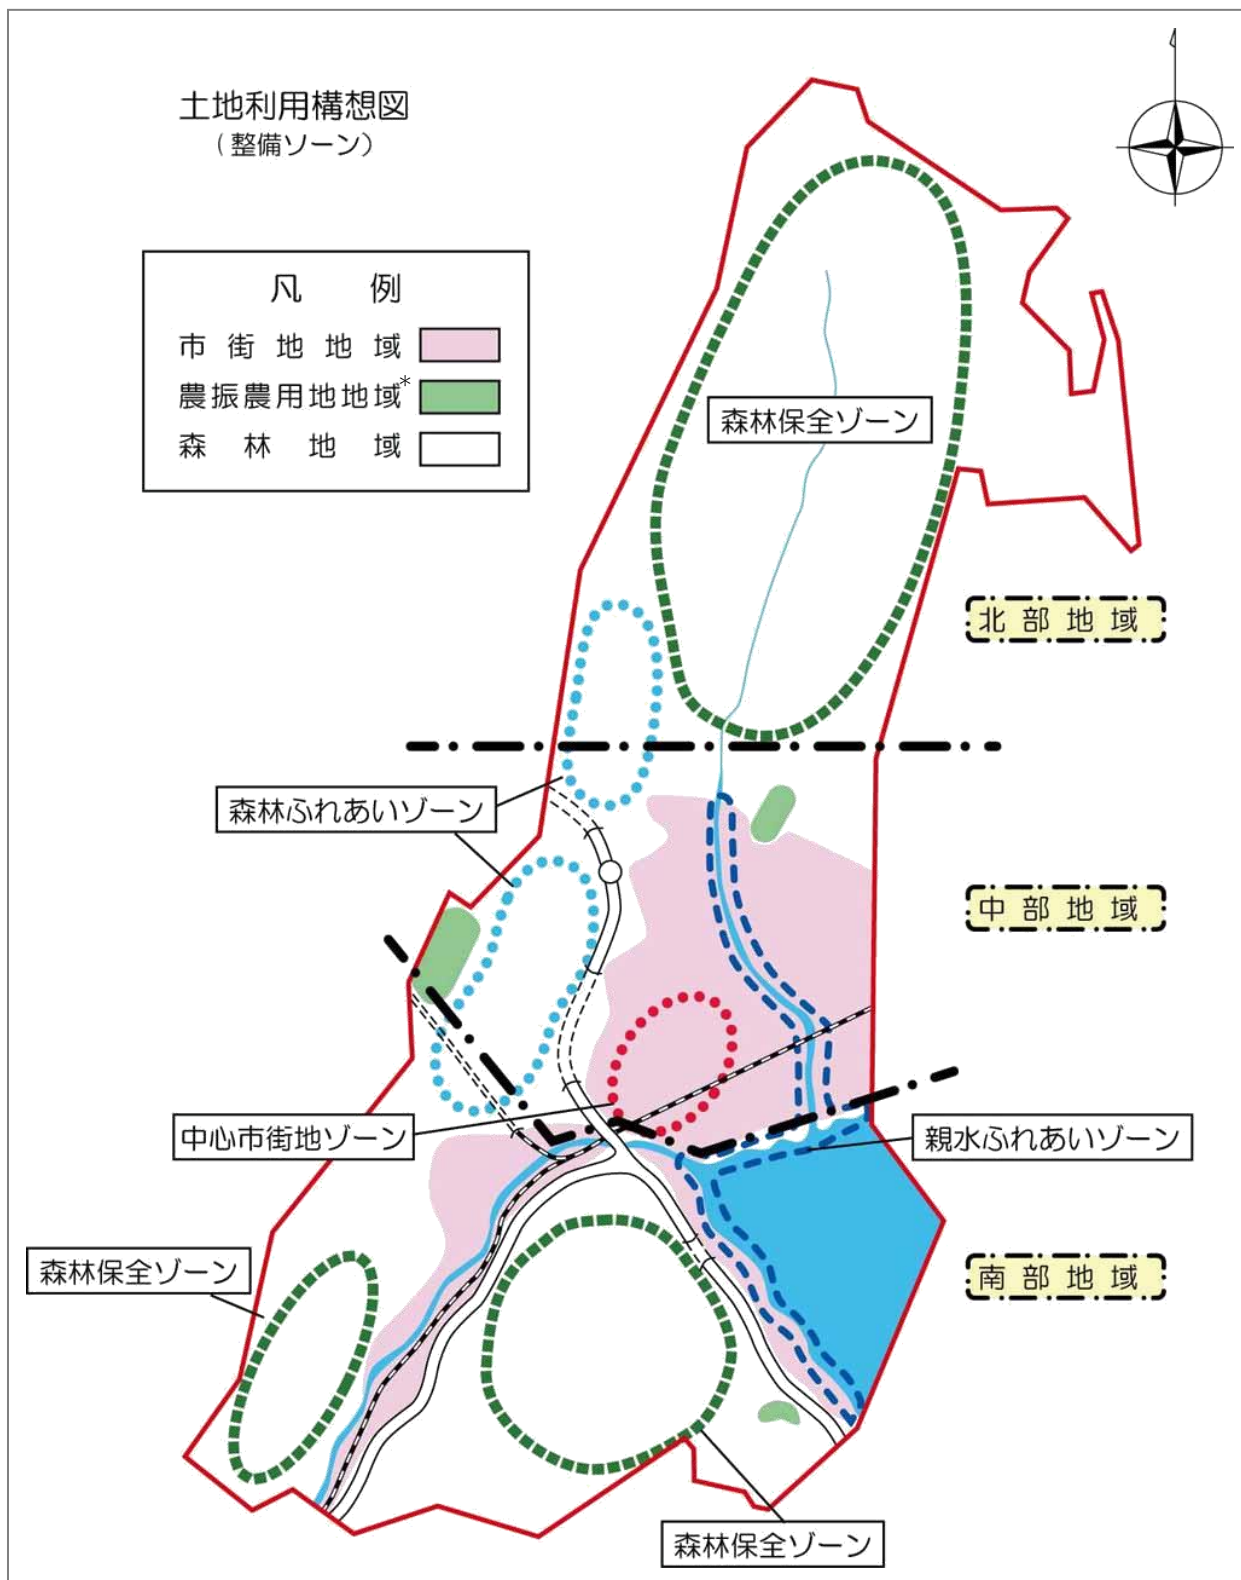 土地利用構想図
(整備ゾーン)
凡例
市街地地域
農振農用地地域*
森林地域
森林保全ゾーン
北部地域
森林ふれあいゾーン
中部地域
中心市街地ゾーン
親水ふれあいゾーン
森林保全ゾーン
南部地域
森林保全ゾーン